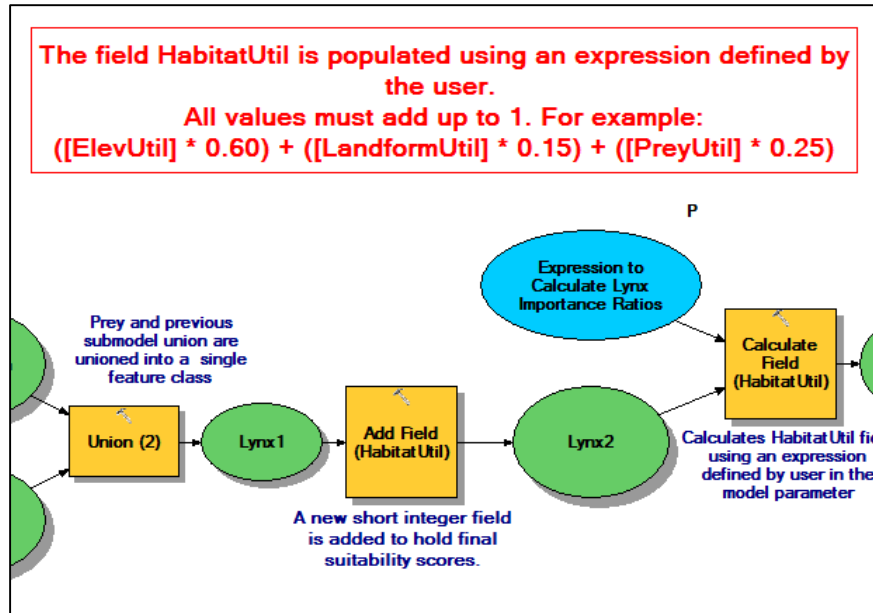 The field HabitatUtil is populated using an expression defined by
the user.
All values must add up to 1. For example:
([ElevUtil] * 0.60) + ([LandformUtil] * 0.15) + ([PreyUtil] * 0.25)
P
Expression to
Calculate Lynx
Importance Ratios
Prey and previous
submodel union are
unioned into a single
feature class
Calculate
Field
(HabitatUtil)
Union (2)
Lynx1
Add Field
(HabitatUtil)
Lynx2
Calculates HabitatUtil
using an expression
defined by user in the
model parameter
A new short integer field
is added to hold final
suitability scores.